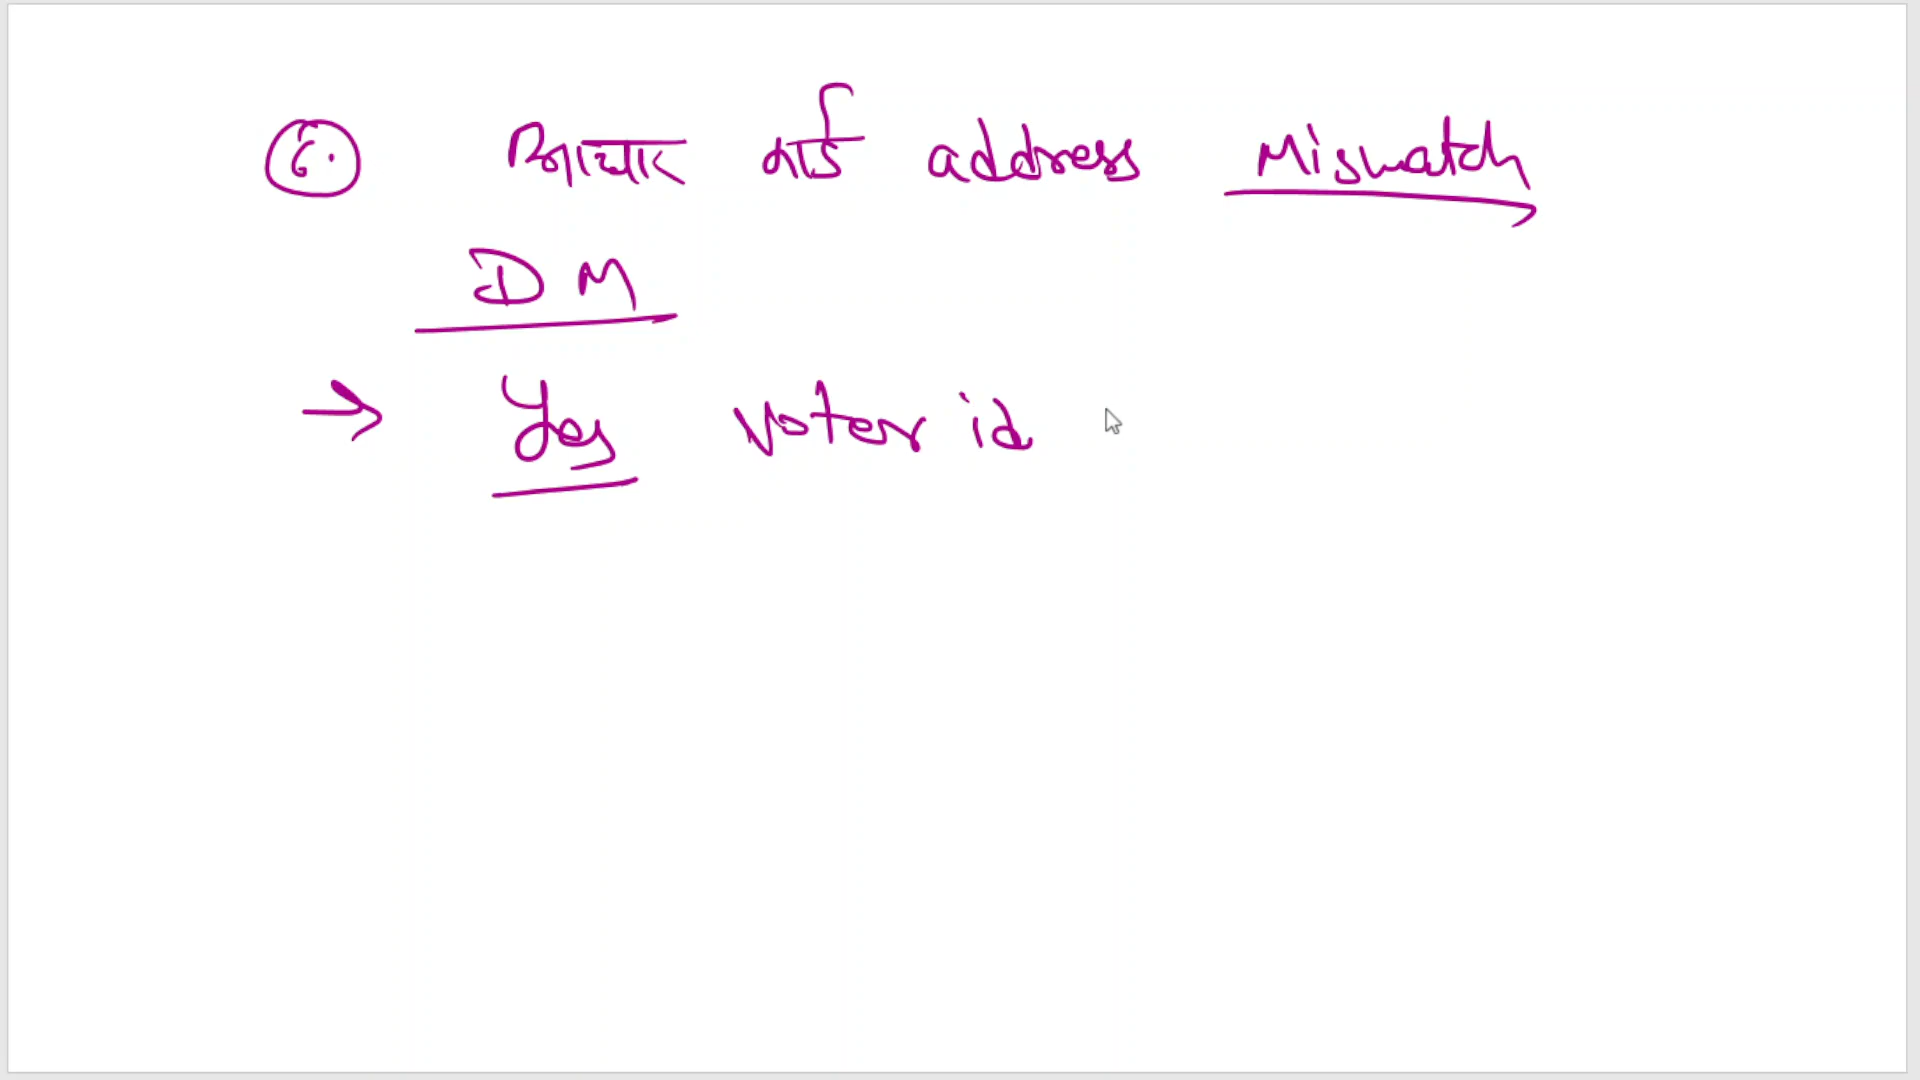 6. आधार कार्ड address Mismatch
DM
→ Yes Voter id